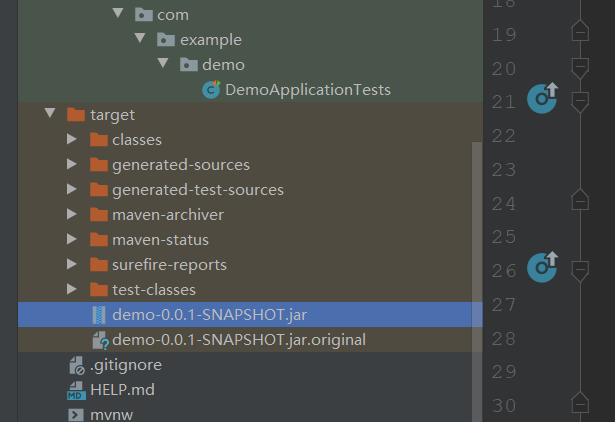 com
example
demo
DemoApplicationTests
target
classes
generated-sources
generated-test-sources
maven-archiver
maven-status
surefire-reports
test-classes
demo-0.0.1-SNAPSHOT.jar
demo-0.0.1-SNAPSHOT.jar.original
.gitignore
MD HELP.md
mvnw
18
19
20
21
22
23
24
25
26
27
28
29
30